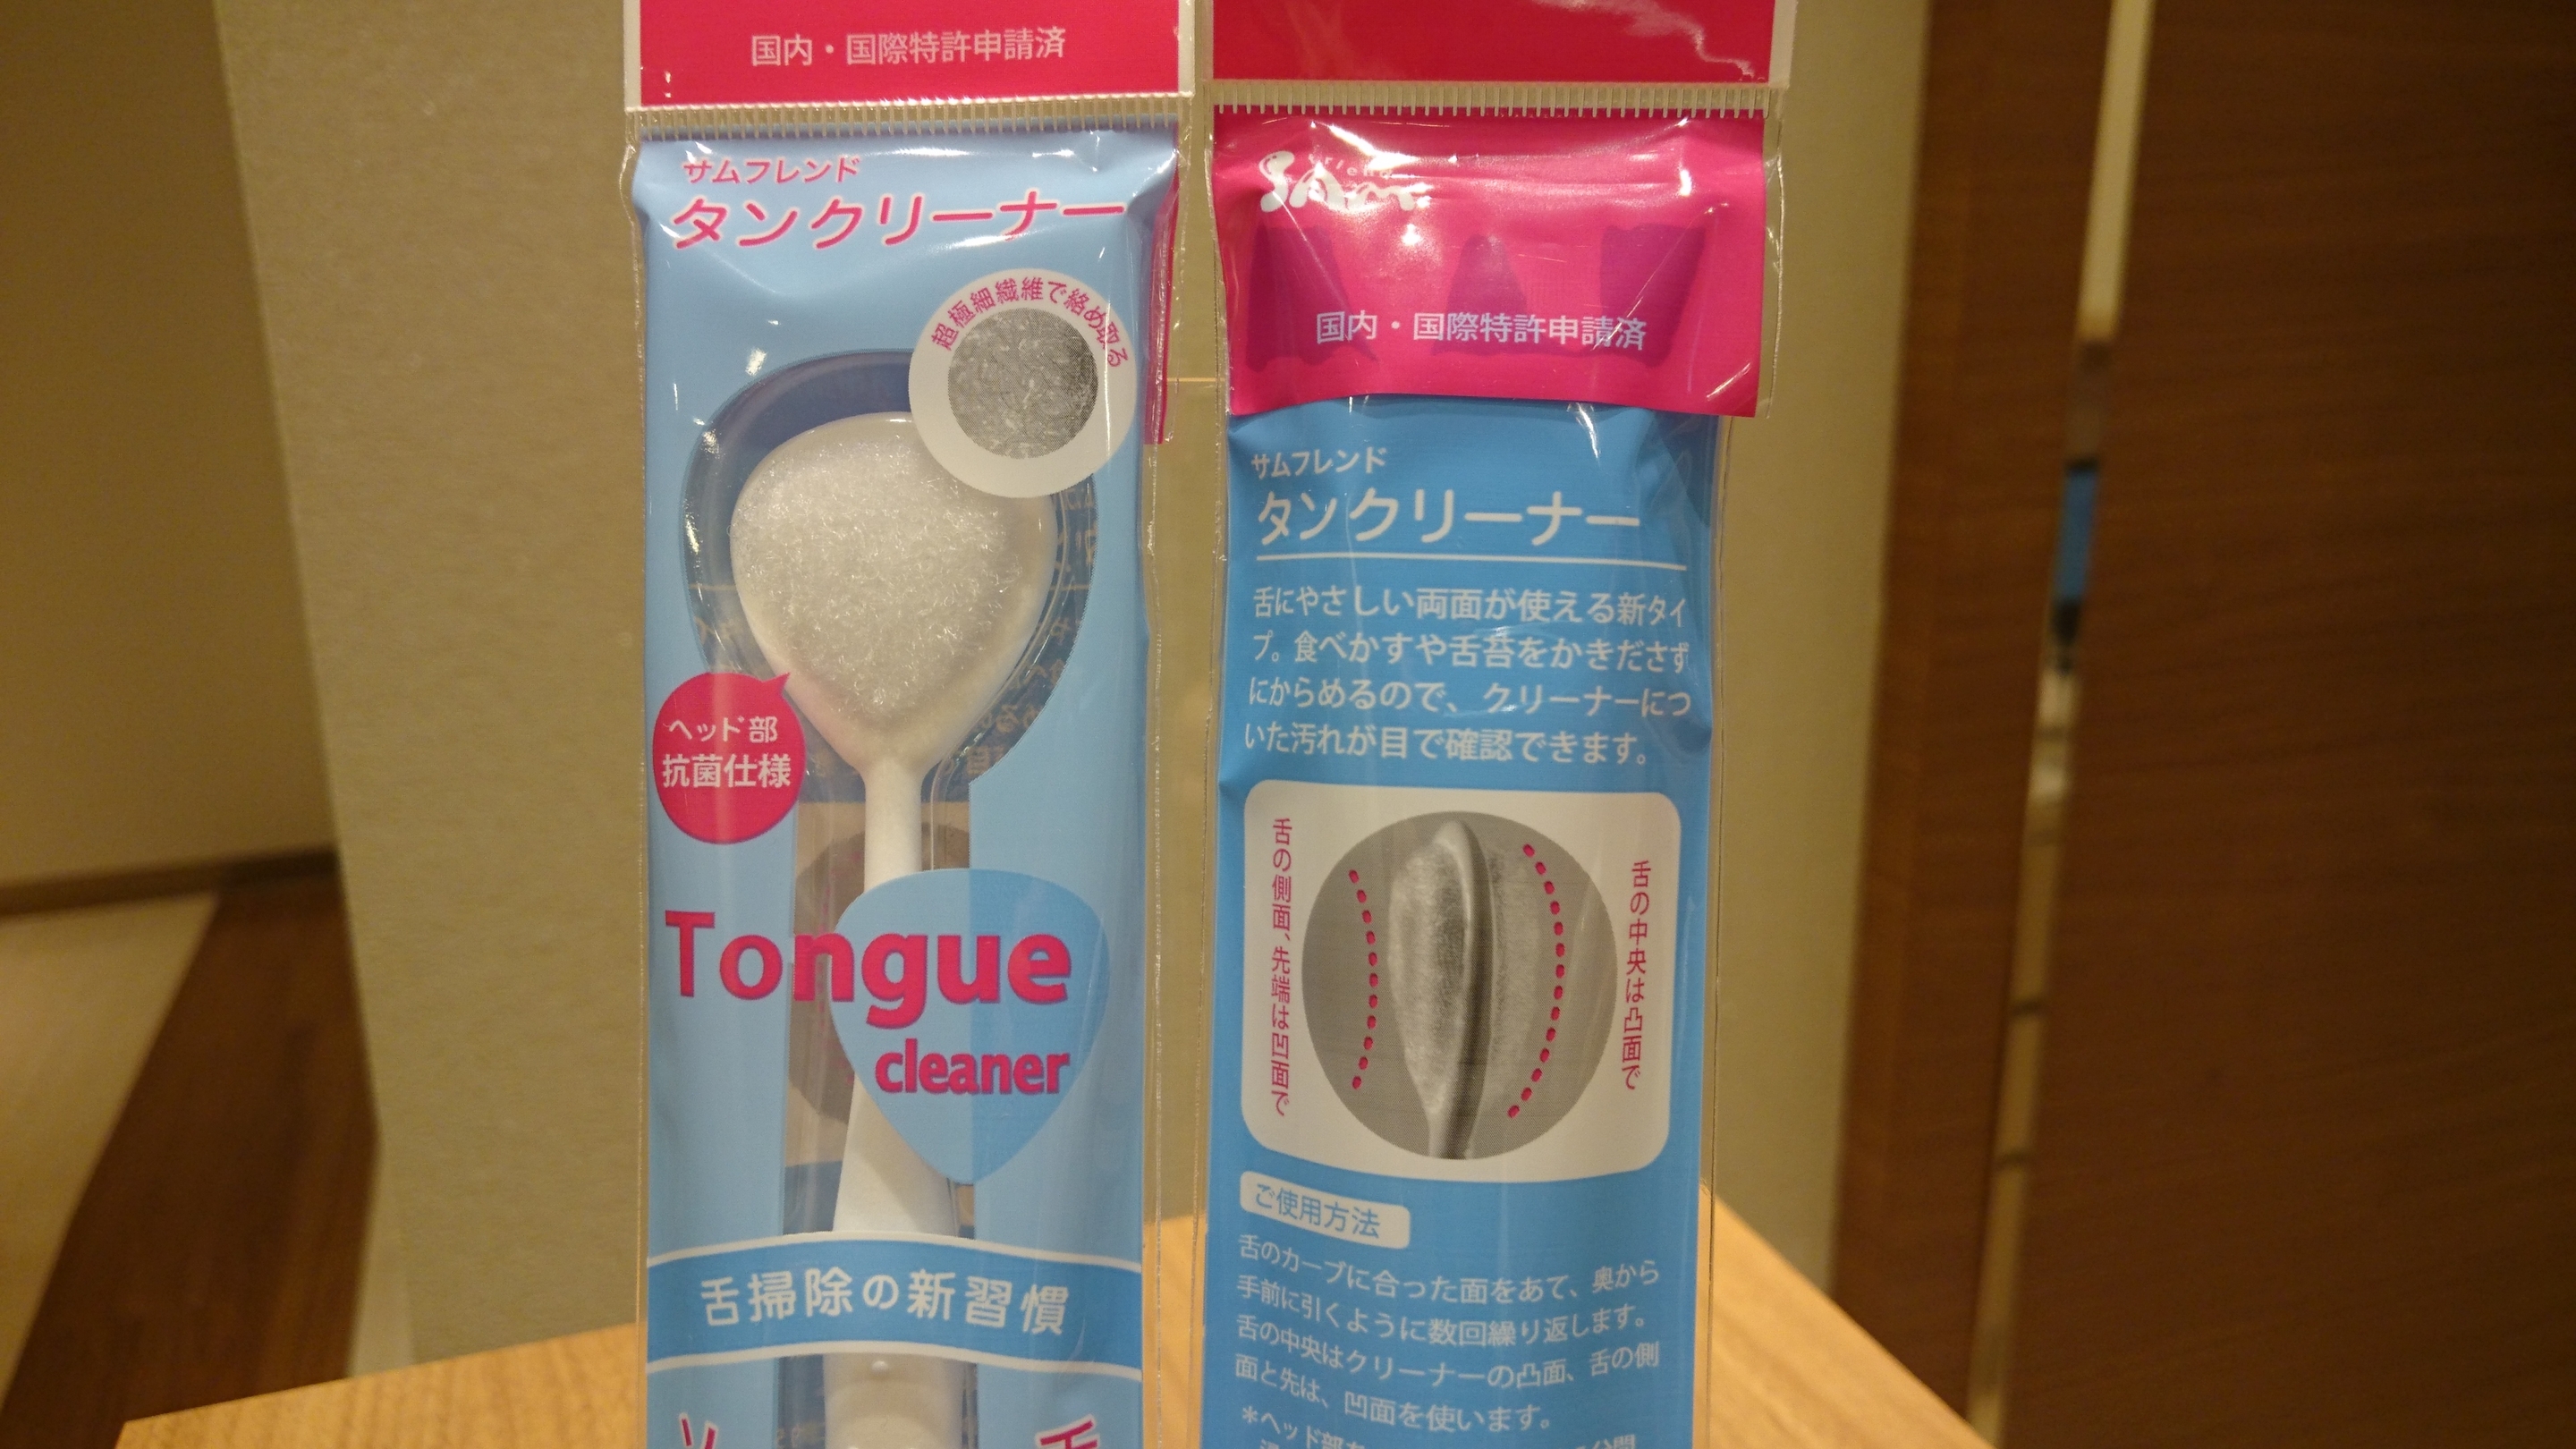 国内・国際特許申請済
サムフレンド
タンクリーナー
超極細繊維で絡め取る
ヘッド部
抗菌仕様
Tongue
cleaner
舌掃除の新習慣
friend
SAM
国内・国際特許申請済
サムフレンド
タンクリーナー
舌にやさしい両面が使える新タイ
プ。食べかすや舌苔をかきださず
にからめるので、クリーナーにつ
いた汚れが目で確認できます。
舌の側面、先端は凹面で
舌の中央は凸面で
ご使用方法
舌のカーブに合った面をあて、奥から
手前に引くように数回繰り返します。
舌の中央はクリーナーの凸面、舌の側
面と先は、凹面を使います。
*ヘッド部